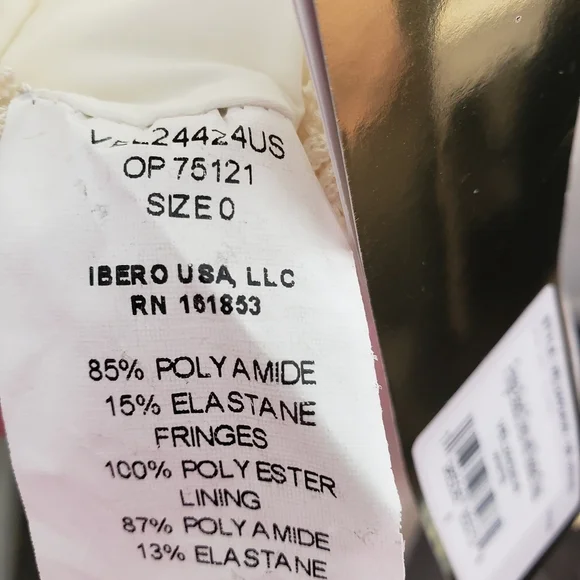 OP 75121
SIZE 0
IBERO USA, LLC
RN 161853
85% POLYAMIDE
15% ELASTANE
FRINGES
100% POLYESTER
LINING
87% POLYAMIDE
13% ELASTANE